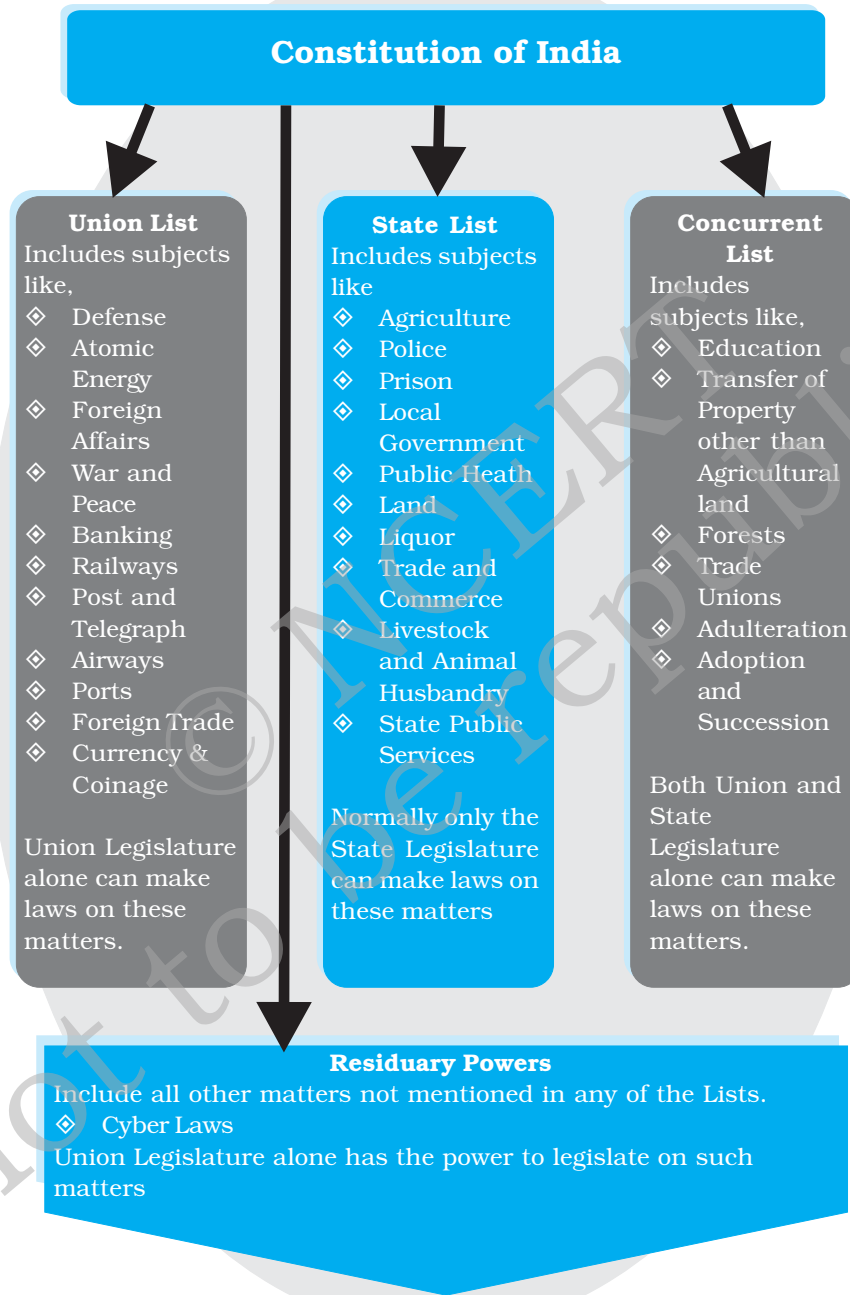 Constitution of India
Union List
Includes subjects
like,
Defense
Atomic
Energy
Foreign
Affairs
War and
Peace
Banking
Railways
Post and
Telegraph
Airways
Ports
Foreign Trade
Currency &
Coinage
Union Legislature
alone can make
laws on these
matters.
State List
Includes subjects
like
Agriculture
Police
Prison
Local
Government
Public Heath
Land
Liquor
Trade and
Commerce
Livestock
and Animal
Husbandry
State Public
Services
Normally only the
State Legislature
can make laws on
these matters
Concurrent
List
Includes
subjects like,
Education
Transfer of
Property
other than
Agricultural
land
Forests
Trade
Unions
Adulteration
Adoption
and
Succession
Both Union and
State
Legislature
alone can make
laws on these
matters.
Residuary Powers
Include all other matters not mentioned in any of the Lists.
Cyber Laws
Union Legislature alone has the power to legislate on such
matters
© NCERT
not to be republi